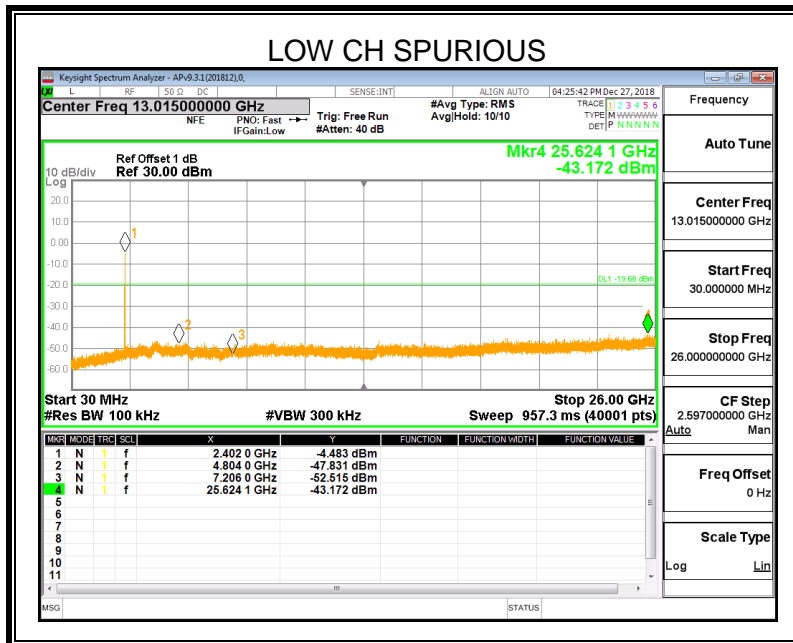 LOW CH SPURIOUS
Keysight Spectrum Analyzer - APv9.3.1(201812),0,
LXI L RF 50 Ω DC SENSE:INT ALIGN AUTO 04:25:42 PM Dec 27, 2018
Center Freq 13.015000000 GHz
NFE PNO: Fast
IFGain:Low
Trig: Free Run
#Atten: 40 dB
#Avg Type: RMS
Avg|Hold: 10/10
TRACE 1 2 3 4 5 6
TYPE M WWWWW
DET P N N N N N
Mkr4 25.624 1 GHz
-43.172 dBm
Ref Offset 1 dB
10 dB/div Ref 30.00 dBm
Log
20.0
10.0
0.00
-10.0
-20.0
-30.0
-40.0
-50.0
-60.0
1
2
3
4
DL1 -19.68 dBm
Start 30 MHz Stop 26.00 GHz
#Res BW 100 kHz #VBW 300 kHz Sweep 957.3 ms (40001 pts)
MKR MODE TRC SCL X Y FUNCTION FUNCTION WIDTH FUNCTION VALUE
1 N 1 f 2.402 0 GHz -4.483 dBm
2 N 1 f 4.804 0 GHz -47.831 dBm
3 N 1 f 7.206 0 GHz -52.515 dBm
4 N 1 f 25.624 1 GHz -43.172 dBm
5
6
7
8
9
10
11
MSG STATUS
Frequency
Auto Tune
Center Freq
13.015000000 GHz
Start Freq
30.000000 MHz
Stop Freq
26.000000000 GHz
CF Step
2.597000000 GHz
Auto Man
Freq Offset
0 Hz
Scale Type
Log Lin